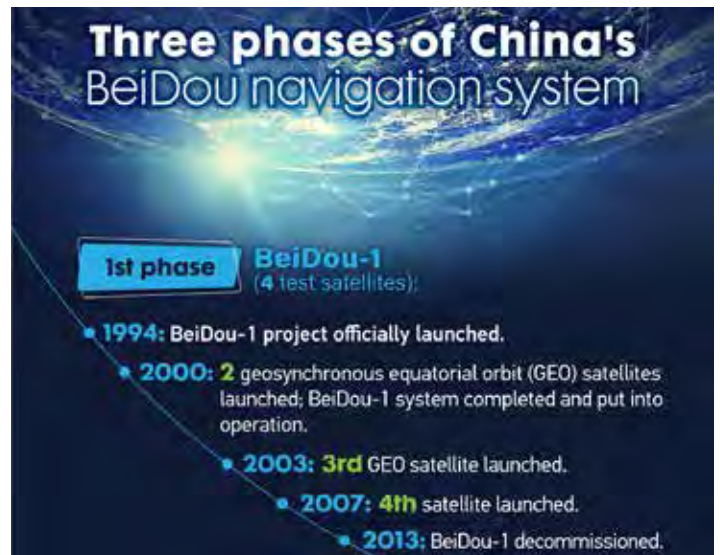 Three phases of China's
BeiDou navigation system
1st phase
BeiDou-1
(4 test satellites):
1994: BeiDou-1 project officially launched.
2000: 2 geosynchronous equatorial orbit (GEO) satellites
launched; BeiDou-1 system completed and put into
operation.
2003: 3rd GEO satellite launched.
2007: 4th satellite launched.
2013: BeiDou-1 decommissioned.